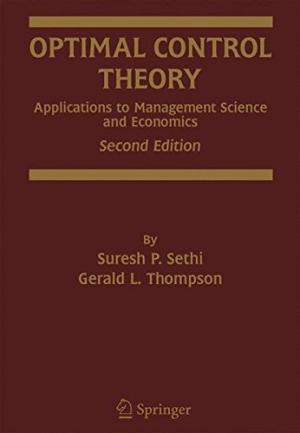 OPTIMAL CONTROL
THEORY
Applications to Management Science
and Economics
Second Edition
By
Suresh P. Sethi
Gerald L. Thompson
Springer